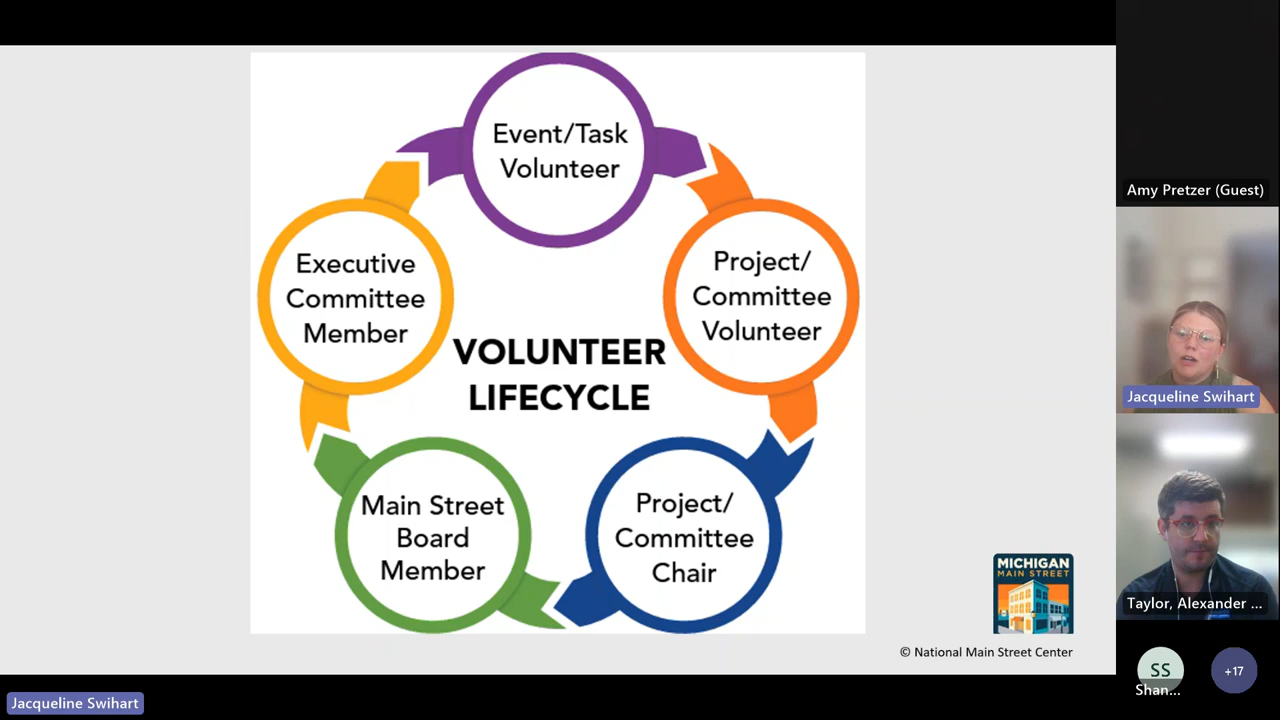 Event/Task
Volunteer
Executive
Committee
Member
Project/
Committee
Volunteer
VOLUNTEER
LIFECYCLE
Main Street
Board
Member
Project/
Committee
Chair
MICHIGAN
MAIN STREET
© National Main Street Center
Amy Pretzer (Guest)
Jacqueline Swihart
Taylor, Alexander ...
SS
Shan...
+17
Jacqueline Swihart